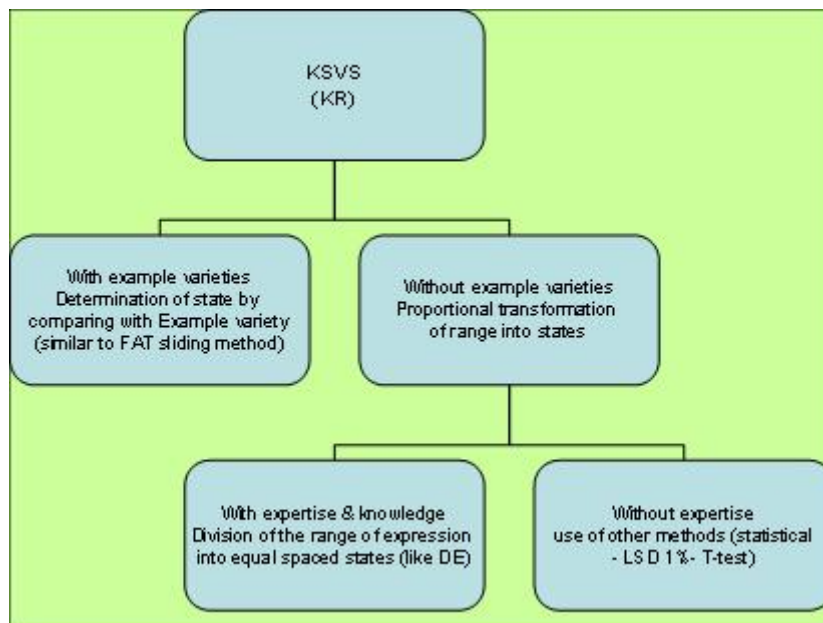 KSVS
(KR)
With example varieties
Determination of state by
comparing with Example variety
(similar to FAT sliding method)
Without example varieties
Proportional transformation
of range into states
With expertise & knowledge
Division of the range of expression
into equal spaced states (like DE)
Without expertise
use of other methods (statistical
- LSD 1%- T-test)